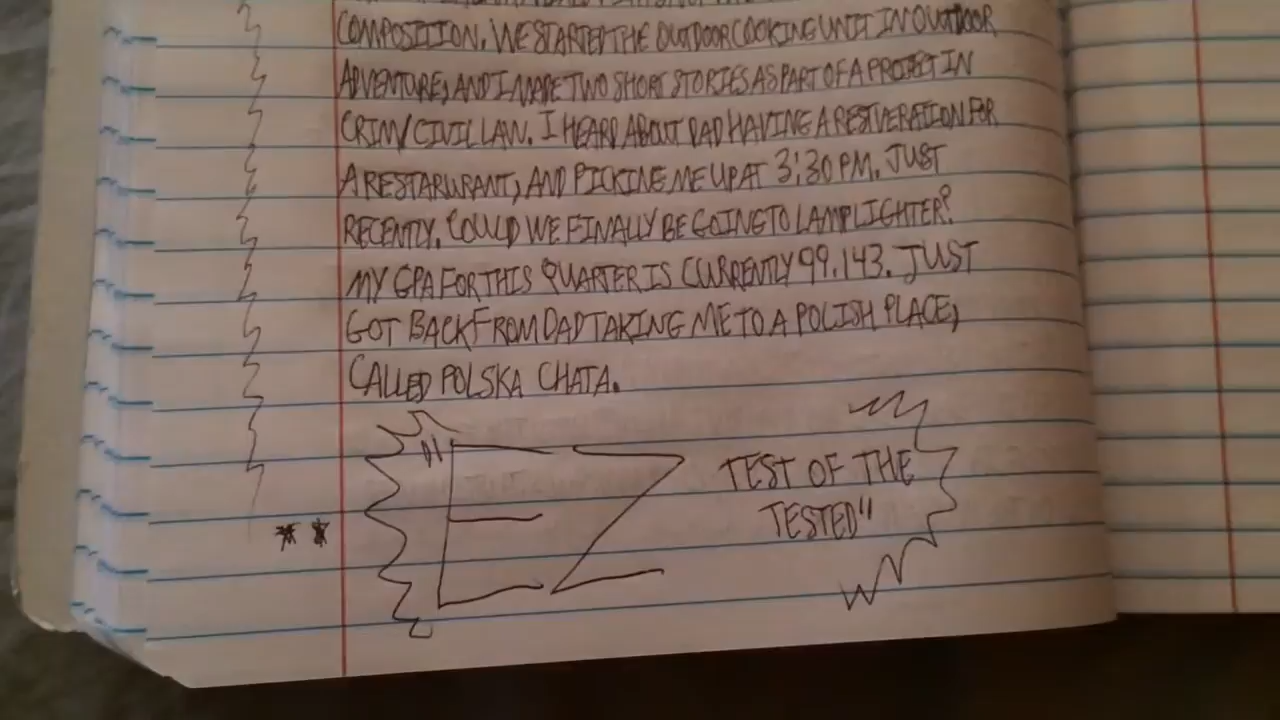 COMPOSITION. WE STARTED THE OUTDOOR COOKING UNIT IN OUTDOOR
ADVENTURE, AND I MADE TWO SHORT STORIES AS PART OF A PROJECT IN
CRIM/CIVIL LAW. I HEARD ABOUT DAD HAVING A RESTVERATION FOR
A RESTARURANT, AND PICKING ME UP AT 3:30 PM. JUST
RECENTLY. COULD WE FINALLY BE GOING TO LAMPLIGHTER?
MY GPA FOR THIS QUARTER IS CURRENTLY 99.143. JUST
GOT BACK FROM DAD TAKING ME TO A POLISH PLACE,
CALLED POLSKA CHATA.
"EZ TEST OF THE
TESTED"
**